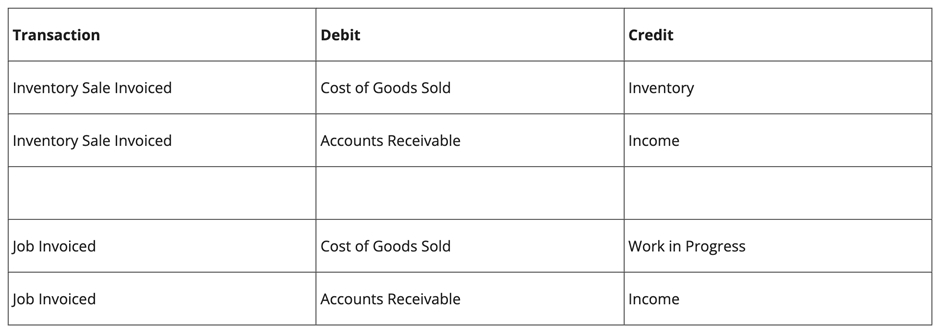 Transaction Debit Credit
Inventory Sale Invoiced Cost of Goods Sold Inventory
Inventory Sale Invoiced Accounts Receivable Income
Job Invoiced Cost of Goods Sold Work in Progress
Job Invoiced Accounts Receivable Income